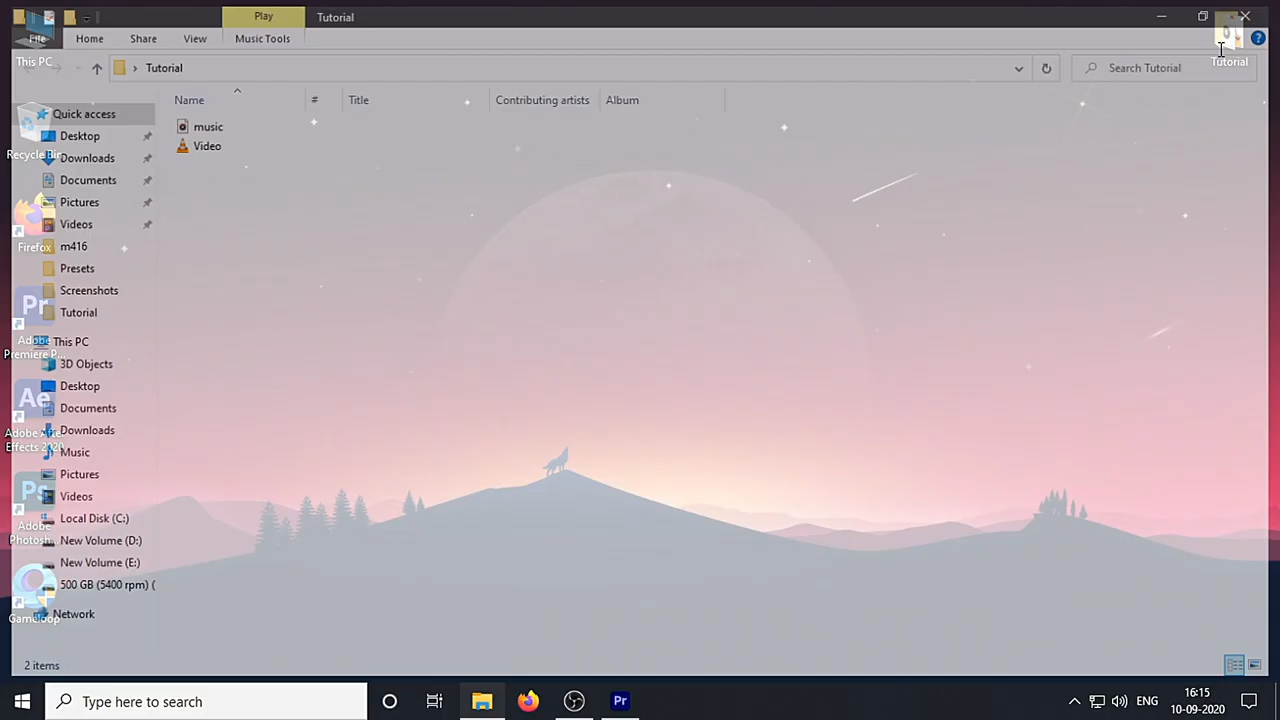 Play
Tutorial
File
Home
Share
View
Music Tools
This PC
Tutorial
Tutorial
Search Tutorial
Name
#
Title
Contributing artists
Album
Quick access
music
Desktop
Video
Recycle Bin
Downloads
Documents
Pictures
Videos
Firefox
m416
Presets
Screenshots
Pr
Tutorial
Adobe
Premiere P...
This PC
3D Objects
Desktop
Ae
Documents
Adobe After
Effects 2020
Downloads
Music
Pictures
Ps
Videos
Adobe
Photosh...
Local Disk (C:)
New Volume (D:)
New Volume (E:)
500 GB (5400 rpm) (
Gameloop
Network
2 items
Type here to search
Pr
ENG
16:15
10-09-2020